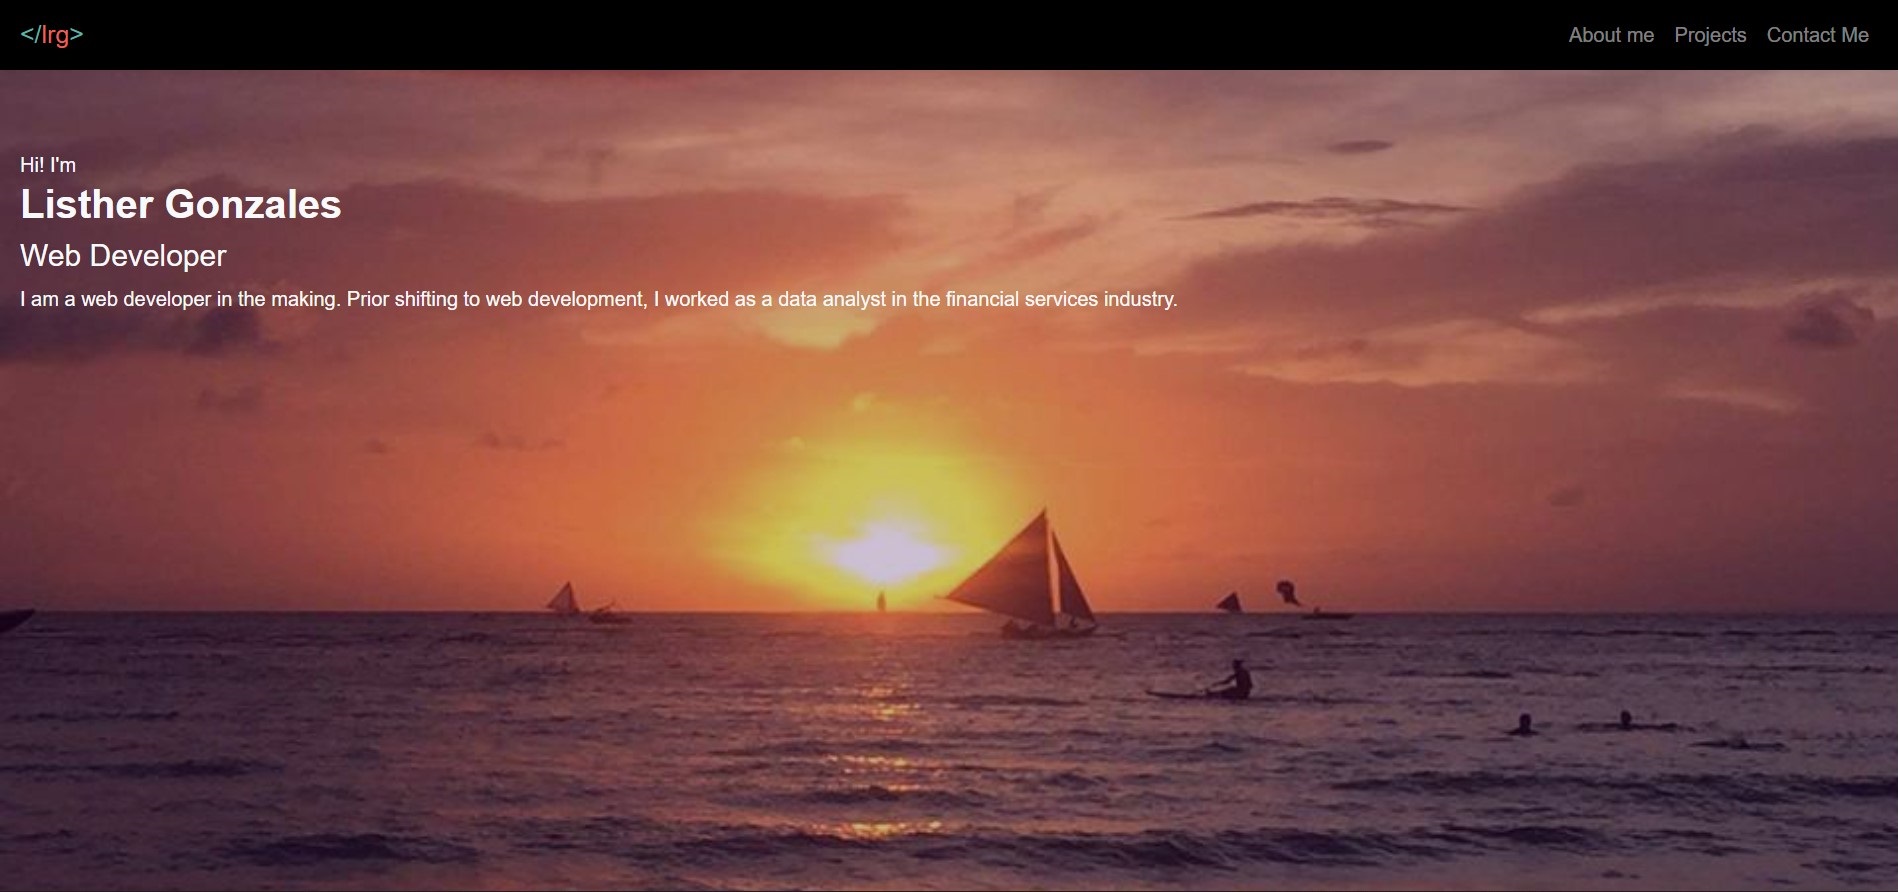 </lrg>
About me Projects Contact Me
Hi! I'm
Listher Gonzales
Web Developer
I am a web developer in the making. Prior shifting to web development, I worked as a data analyst in the financial services industry.